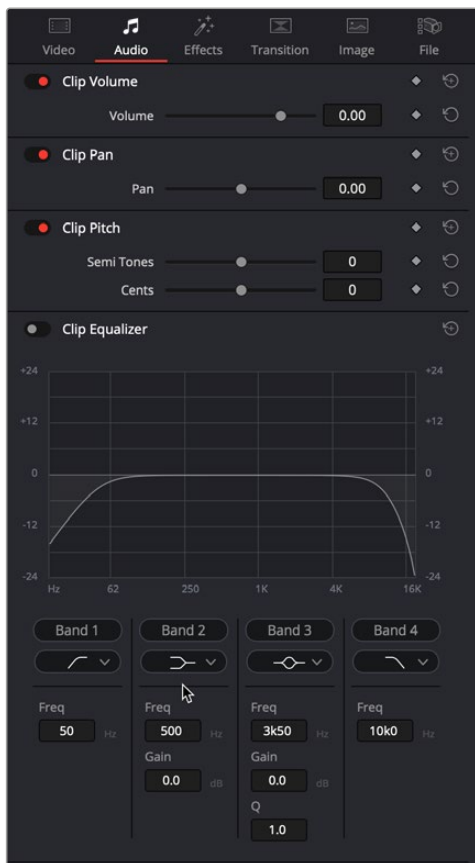 Video Audio Effects Transition Image File
Clip Volume
Volume 0.00
Clip Pan
Pan 0.00
Clip Pitch
Semi Tones 0
Cents 0
Clip Equalizer
+24 +24
+12 +12
0 0
-12 -12
-24 -24
Hz 62 250 1K 4K 16K
Band 1 Band 2 Band 3 Band 4
Freq Freq Freq Freq
50 Hz 500 Hz 3k50 Hz 10k0 Hz
Gain Gain
0.0 dB 0.0 dB
Q
1.0